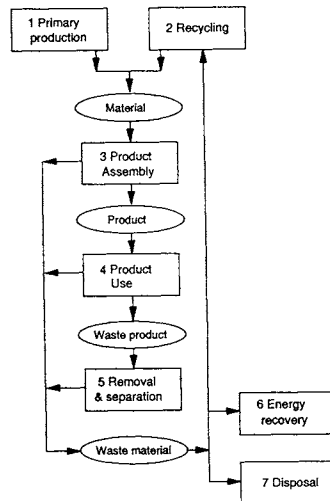 1 Primary
production
2 Recycling
Material
3 Product
Assembly
Product
4 Product
Use
Waste product
5 Removal
& separation
Waste material
6 Energy
recovery
7 Disposal